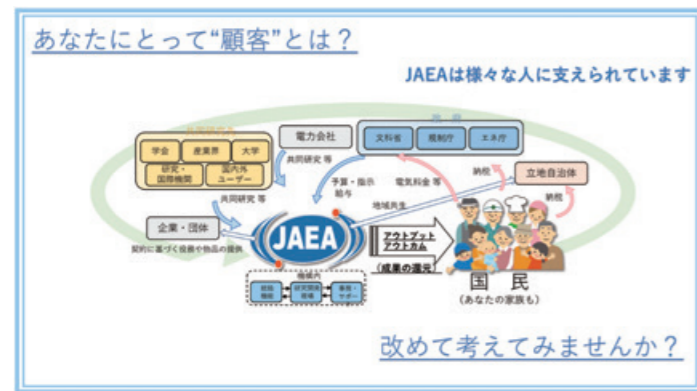 あなたにとって“顧客”とは？
JAEAは様々な人に支えられています
電力会社
文科省
規制庁
エネ庁
学会
産業界
大学
研究・
国際機関
国内外
ユーザー
共同研究 等
共同研究 等
予算・指示
給与
電気料金 等
納税
立地自治体
納税
地域共生
企業・団体
契約に基づく役務や物品の提供
JAEA
アウトプット
アウトカム
(成果の還元)
機構内
国　民
(あなたの家族も)
改めて考えてみませんか？